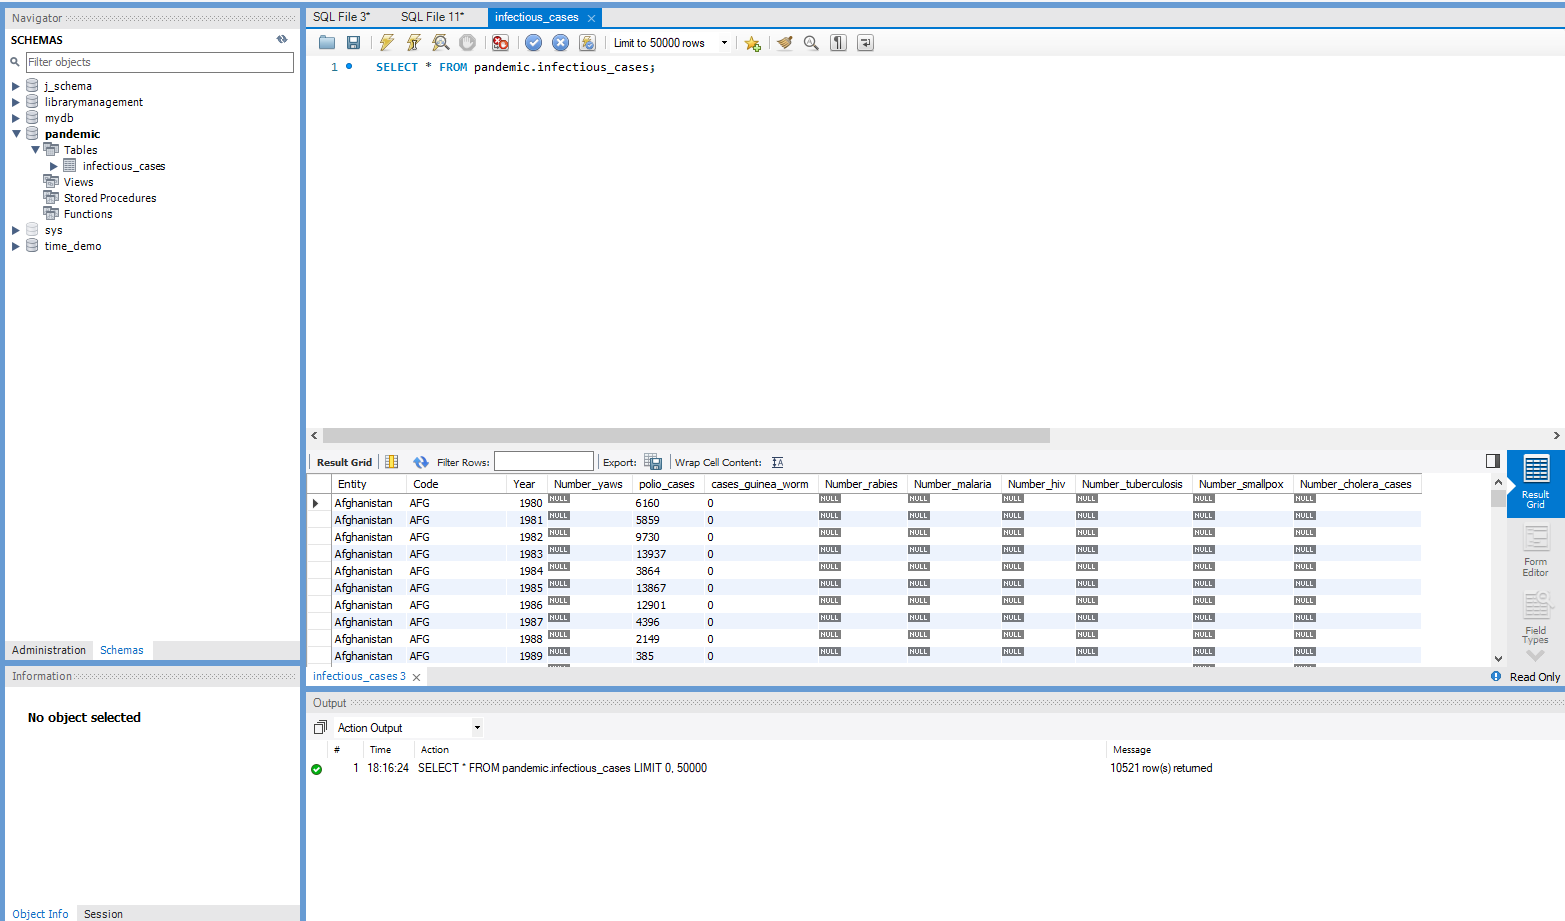 Navigator
SCHEMAS
Filter objects
j_schema
librarymanagement
mydb
pandemic
Tables
infectious_cases
Views
Stored Procedures
Functions
sys
time_demo
Administration Schemas
Information
No object selected
Object Info Session
SQL File 3* SQL File 11* infectious_cases
Limit to 50000 rows
1 SELECT * FROM pandemic.infectious_cases;
Result Grid Filter Rows: Export: Wrap Cell Content:
Entity Code Year Number_yaws polio_cases cases_guinea_worm Number_rabies Number_malaria Number_hiv Number_tuberculosis Number_smallpox Number_cholera_cases
Afghanistan AFG 1980 NULL 6160 0 NULL NULL NULL NULL NULL NULL
Afghanistan AFG 1981 NULL 5859 0 NULL NULL NULL NULL NULL NULL
Afghanistan AFG 1982 NULL 9730 0 NULL NULL NULL NULL NULL NULL
Afghanistan AFG 1983 NULL 13937 0 NULL NULL NULL NULL NULL NULL
Afghanistan AFG 1984 NULL 3864 0 NULL NULL NULL NULL NULL NULL
Afghanistan AFG 1985 NULL 13867 0 NULL NULL NULL NULL NULL NULL
Afghanistan AFG 1986 NULL 12901 0 NULL NULL NULL NULL NULL NULL
Afghanistan AFG 1987 NULL 4396 0 NULL NULL NULL NULL NULL NULL
Afghanistan AFG 1988 NULL 2149 0 NULL NULL NULL NULL NULL NULL
Afghanistan AFG 1989 NULL 385 0 NULL NULL NULL NULL NULL NULL
Result
Grid
Form
Editor
Field
Types
infectious_cases 3 Read Only
Output
Action Output
# Time Action Message
1 18:16:24 SELECT * FROM pandemic.infectious_cases LIMIT 0, 50000 10521 row(s) returned